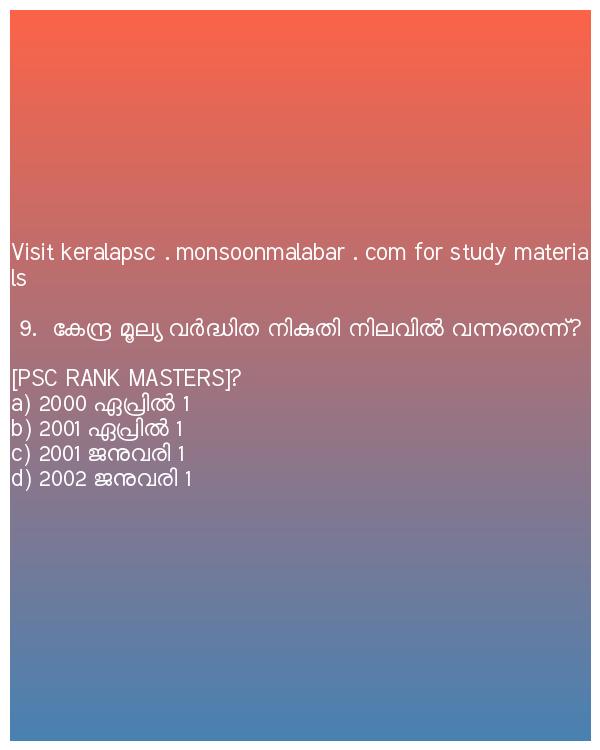 Visit keralapsc . monsoonmalabar . com for study materia
ls
9. കേന്ദ്ര മൂല്യ വർദ്ധിത നികുതി നിലവിൽ വന്നതെന്ന്?
[PSC RANK MASTERS]?
a) 2000 ഏപ്രിൽ 1
b) 2001 ഏപ്രിൽ 1
c) 2001 ജനുവരി 1
d) 2002 ജനുവരി 1